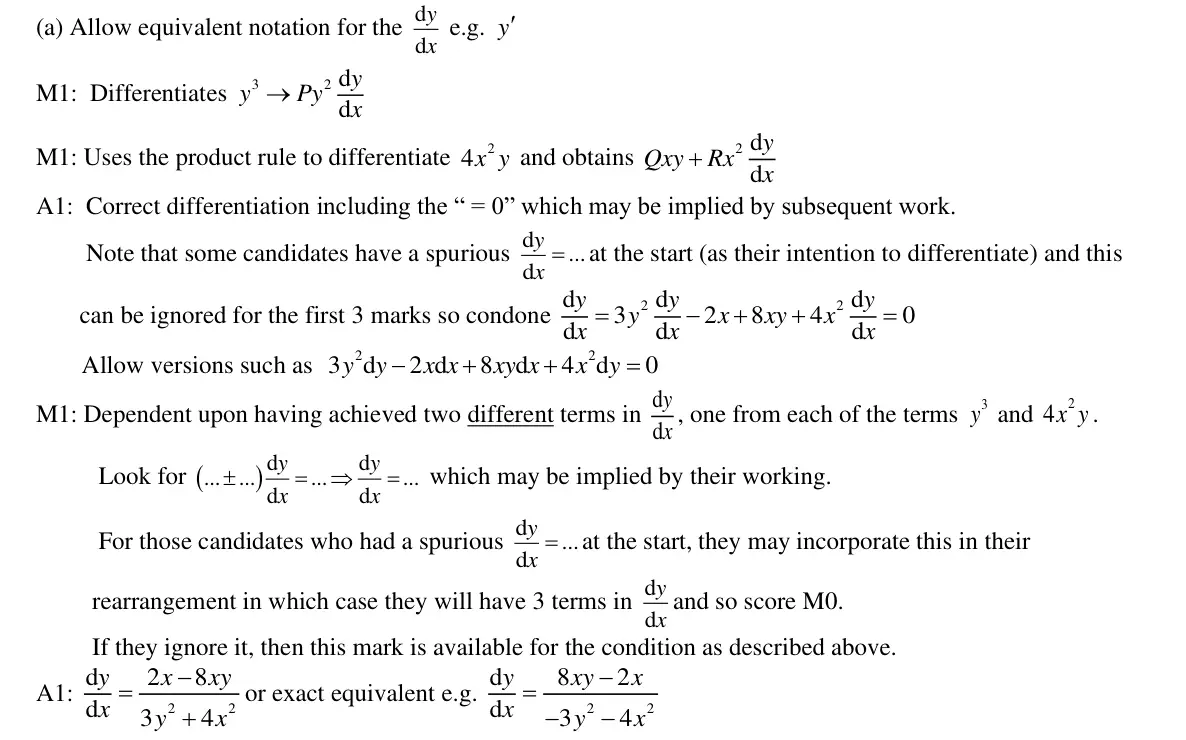 (a) Allow equivalent notation for the dy/dx e.g. y′
M1: Differentiates y³ → Py² dy/dx
M1: Uses the product rule to differentiate 4x²y and obtains Qxy + Rx² dy/dx
A1: Correct differentiation including the “ = 0” which may be implied by subsequent work.
Note that some candidates have a spurious dy/dx = ... at the start (as their intention to differentiate) and this
can be ignored for the first 3 marks so condone dy/dx = 3y² dy/dx − 2x + 8xy + 4x² dy/dx = 0
Allow versions such as 3y²dy − 2xdx + 8xydx + 4x²dy = 0
M1: Dependent upon having achieved two different terms in dy/dx, one from each of the terms y³ and 4x²y.
Look for (... ± ...) dy/dx = ... ⇒ dy/dx = ... which may be implied by their working.
For those candidates who had a spurious dy/dx = ... at the start, they may incorporate this in their
rearrangement in which case they will have 3 terms in dy/dx and so score M0.
If they ignore it, then this mark is available for the condition as described above.
A1: dy/dx = (2x − 8xy)/(3y² + 4x²) or exact equivalent e.g. dy/dx = (8xy − 2x)/(−3y² − 4x²)